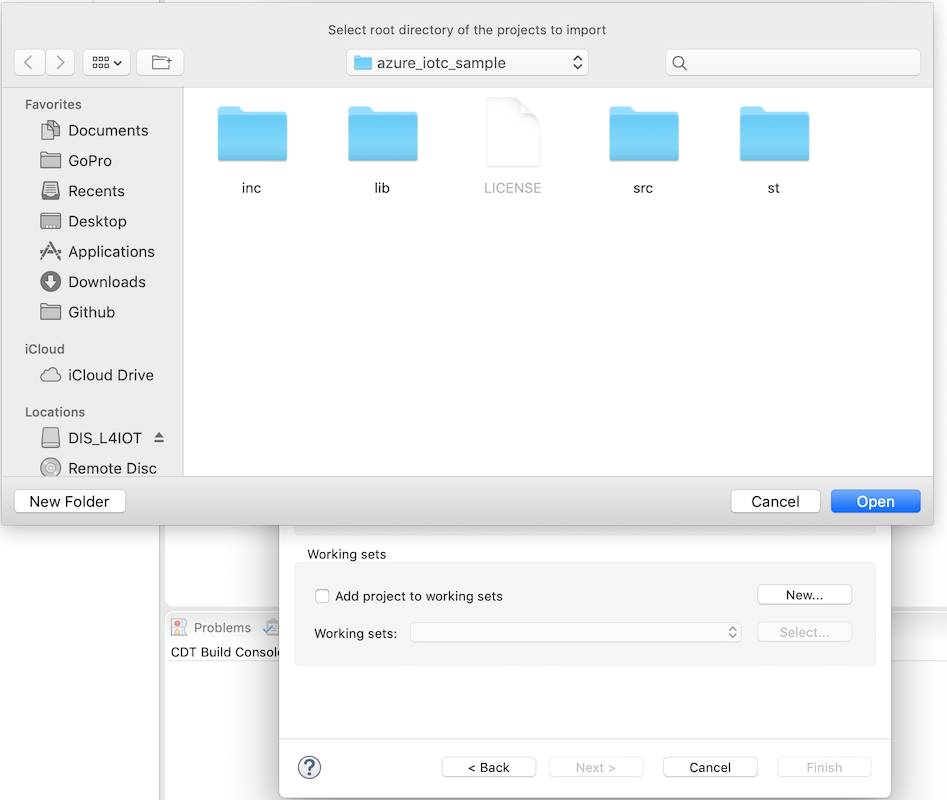 Select root directory of the projects to import
azure_iotc_sample
Favorites
Documents
GoPro
Recents
Desktop
Applications
Downloads
Github
iCloud
iCloud Drive
Locations
DIS_L4IOT
Remote Disc
inc
lib
LICENSE
src
st
New Folder
Cancel
Open
Working sets
Add project to working sets
New...
Working sets:
Select...
Problems
CDT Build Console
?
< Back
Next >
Cancel
Finish